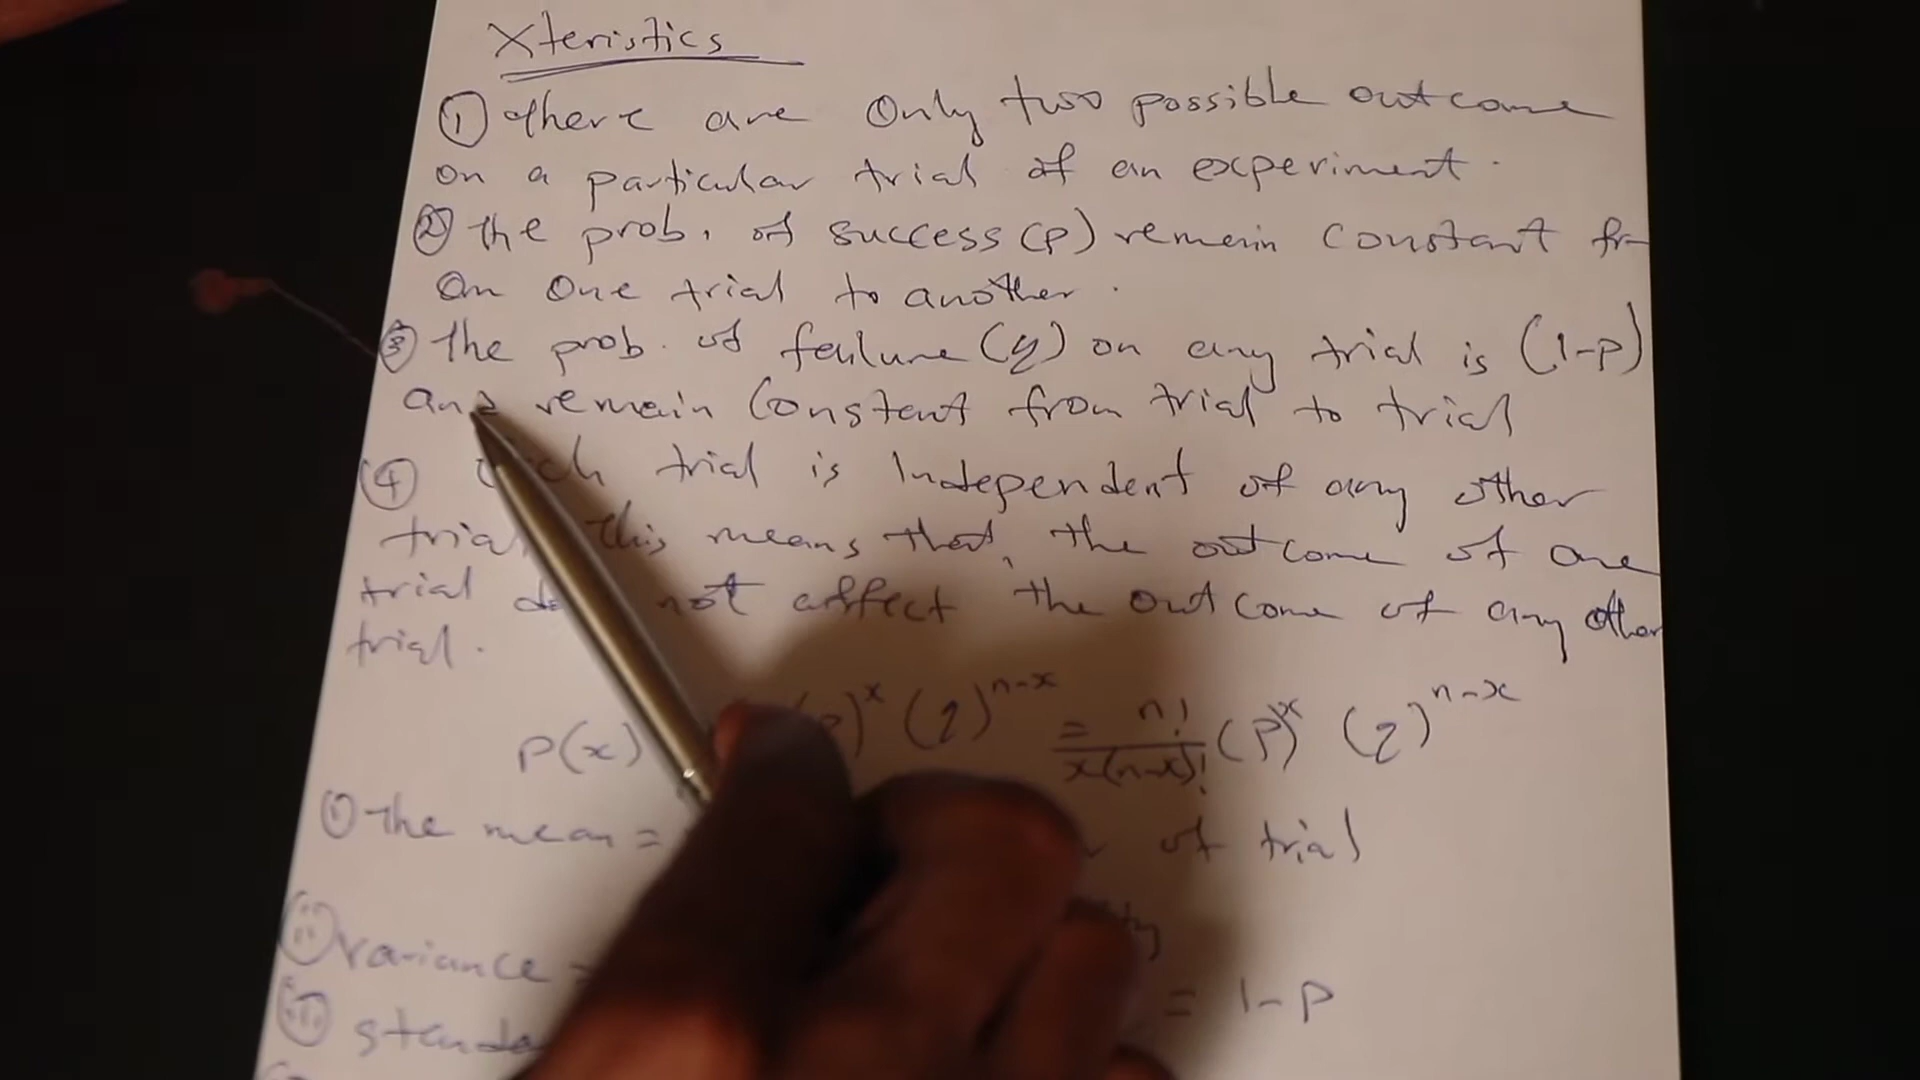 Xteristics
① there are only two possible outcome
on a particular trial of an experiment.
② the prob. of success (p) remain constant fr-
om one trial to another.
③ the prob. of failure (q) on any trial is (1-p)
and remain constant from trial to trial
④ trial is Independent of any other
this means that, the outcome of one
trial not affect the outcome of any other
trial.
p(x) )^x (q)^n-x = n!/x(n-x)! (p)^x (q)^n-x
① the mean = of trial
ii variance =
iii = 1-p